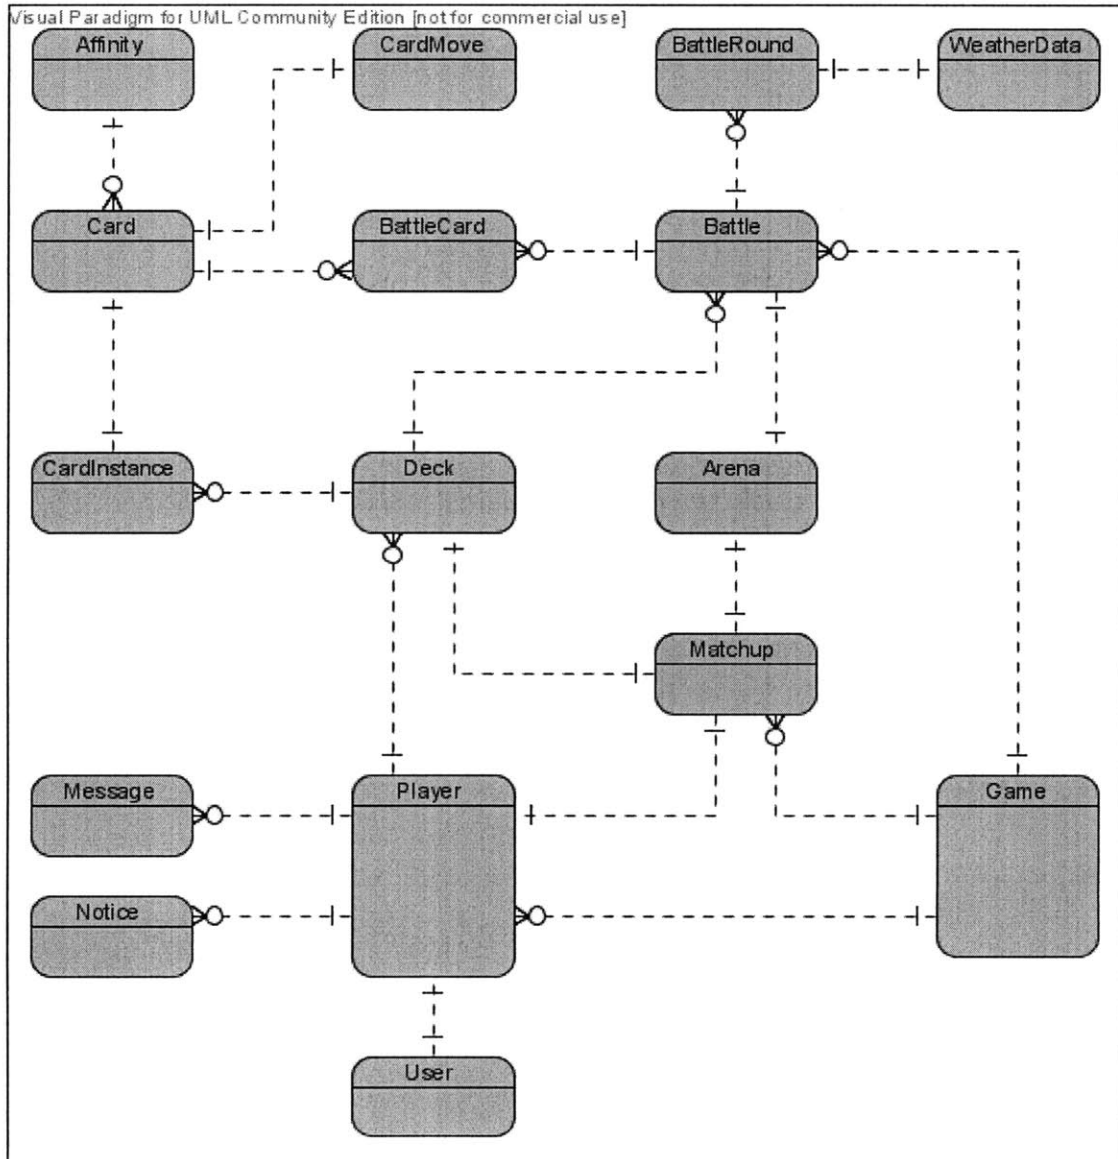 Visual Paradigm for UML Community Edition [not for commercial use]
Affinity
CardMove
BattleRound
WeatherData
Card
BattleCard
Battle
CardInstance
Deck
Arena
Matchup
Message
Player
Game
Notice
User